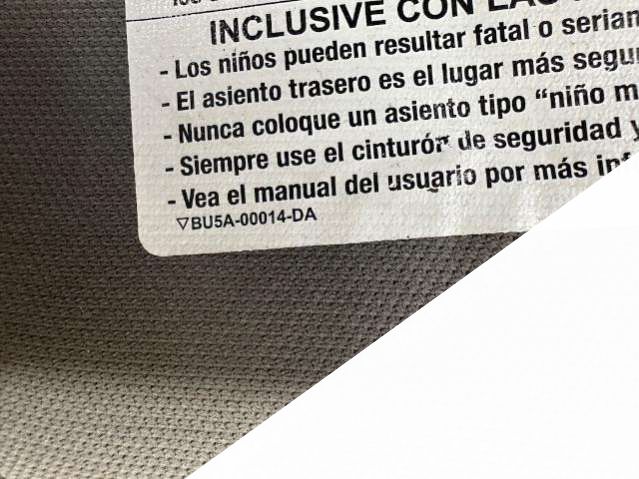 INCLUSIVE CON
- Los niños pueden resultar fatal o
- El asiento trasero es el lugar más
- Nunca coloque un asiento tipo “niño
- Siempre use el cinturón de seguridad
- Vea el manual del usuario por más
▽BU5A-00014-DA